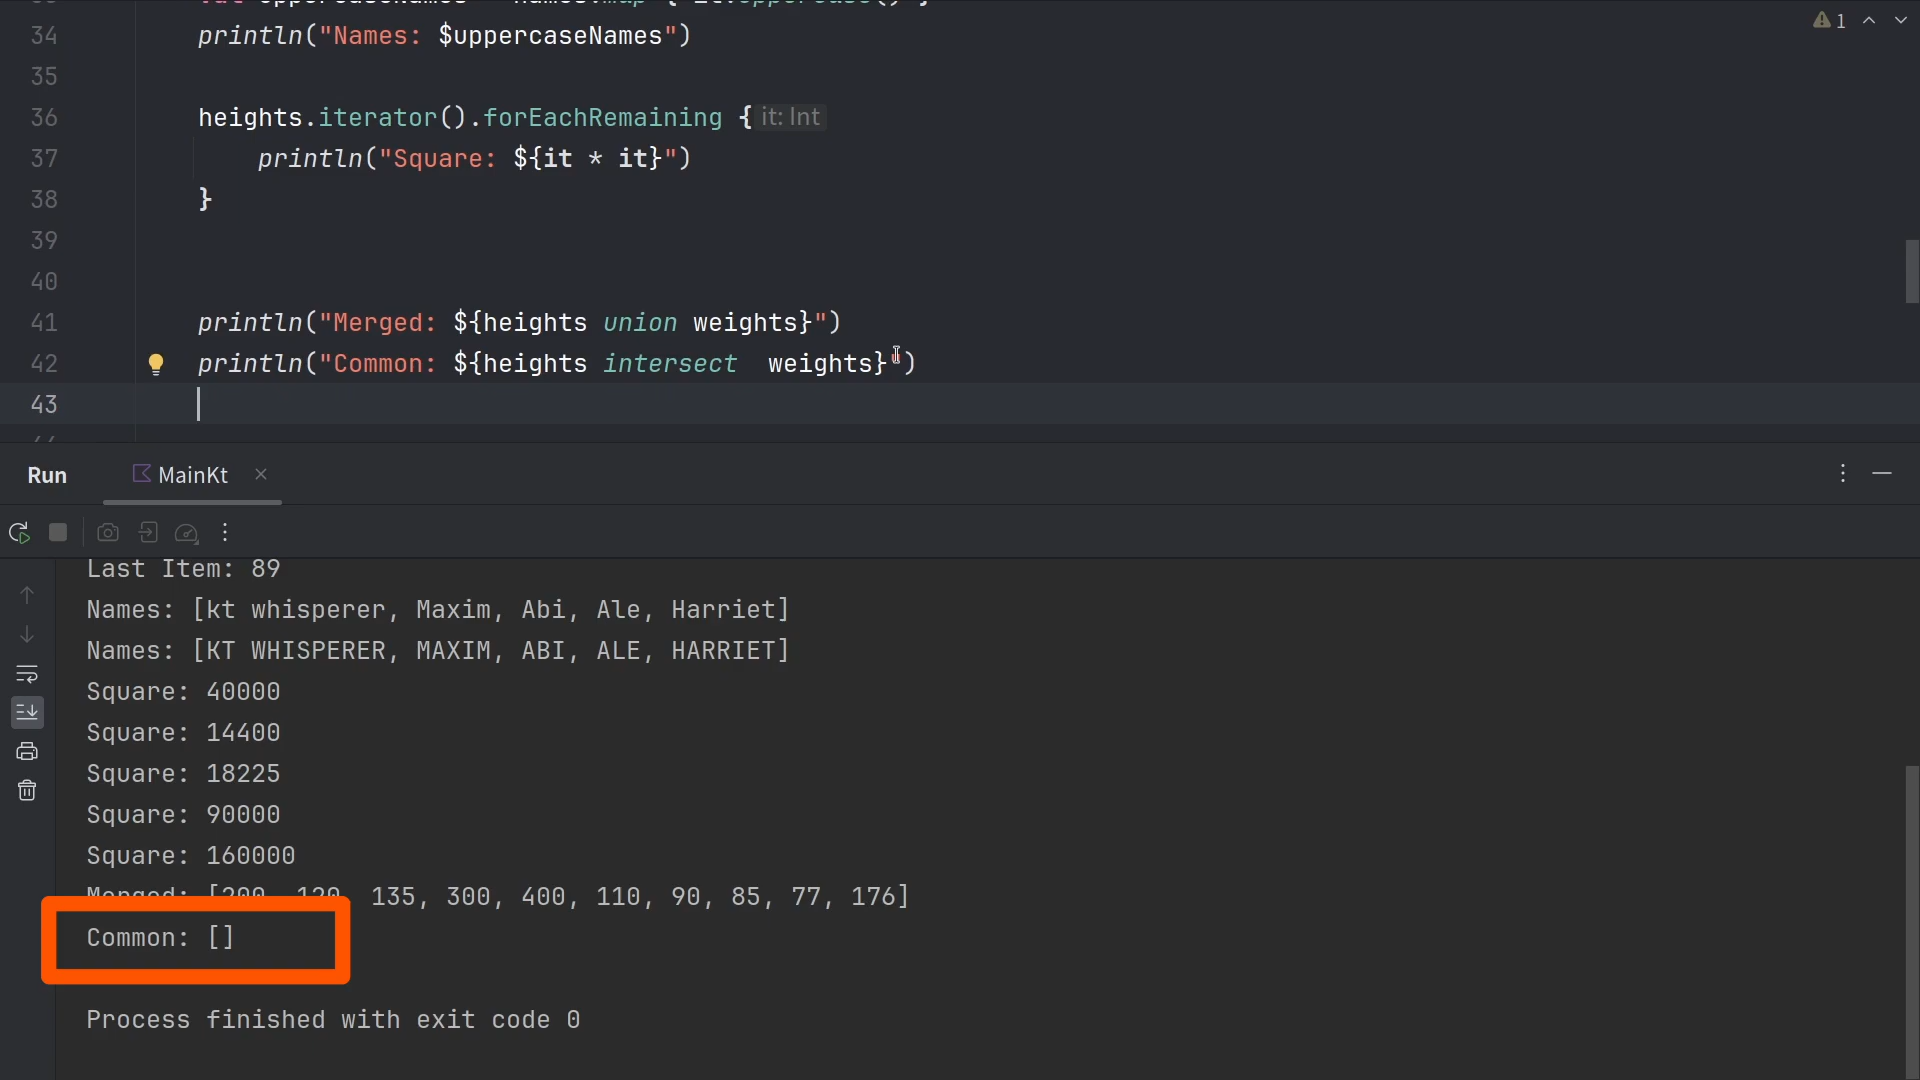 34 println("Names: $uppercaseNames")
35
36 heights.iterator().forEachRemaining { it: Int
37 println("Square: ${it * it}")
38 }
39
40
41 println("Merged: ${heights union weights}")
42 println("Common: ${heights intersect  weights}")
43
1
Run MainKt
Last Item: 89
Names: [kt whisperer, Maxim, Abi, Ale, Harriet]
Names: [KT WHISPERER, MAXIM, ABI, ALE, HARRIET]
Square: 40000
Square: 14400
Square: 18225
Square: 90000
Square: 160000
Merged: [200, 120, 135, 300, 400, 110, 90, 85, 77, 176]
Common: []
Process finished with exit code 0